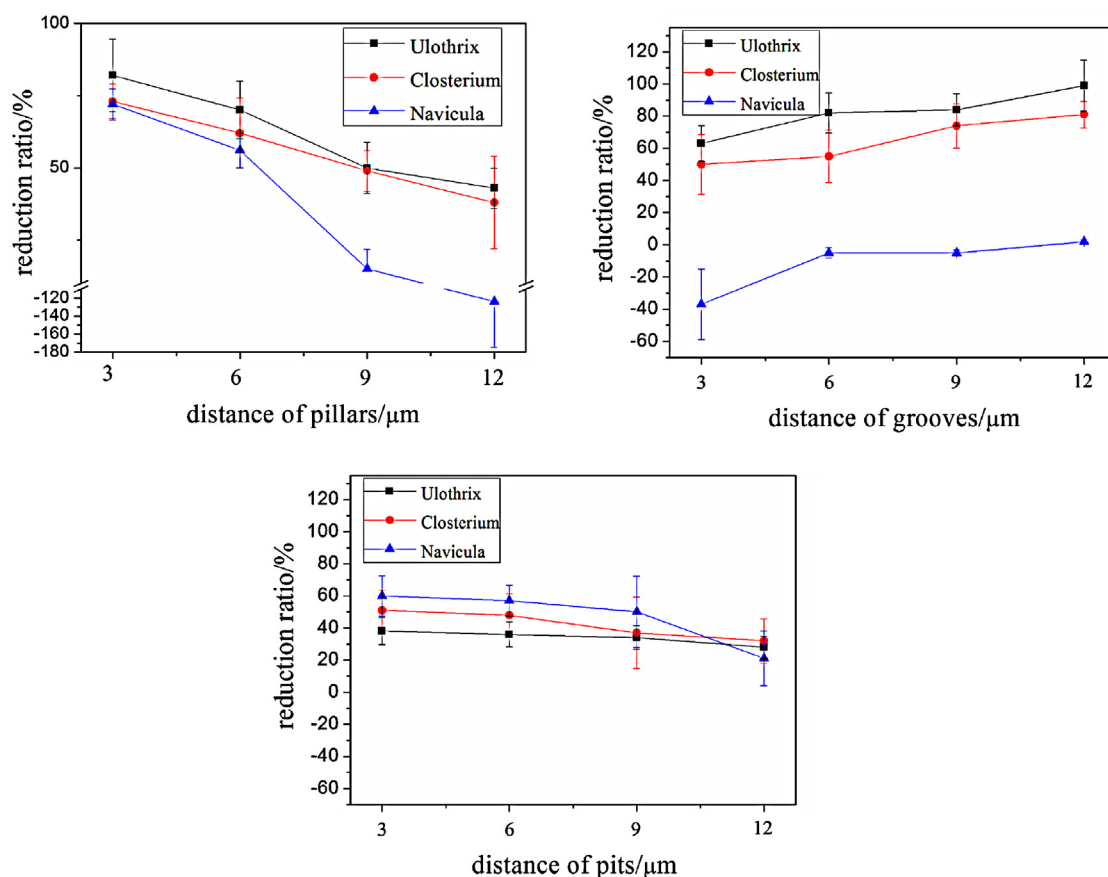 100
50
-120
-140
-160
-180
reduction ratio/%
Ulothrix
Closterium
Navicula
3 6 9 12
distance of pillars/μm
120
100
80
60
40
20
0
-20
-40
-60
reduction ratio/%
Ulothrix
Closterium
Navicula
3 6 9 12
distance of grooves/μm
120
100
80
60
40
20
0
-20
-40
-60
reduction ratio/%
Ulothrix
Closterium
Navicula
3 6 9 12
distance of pits/μm